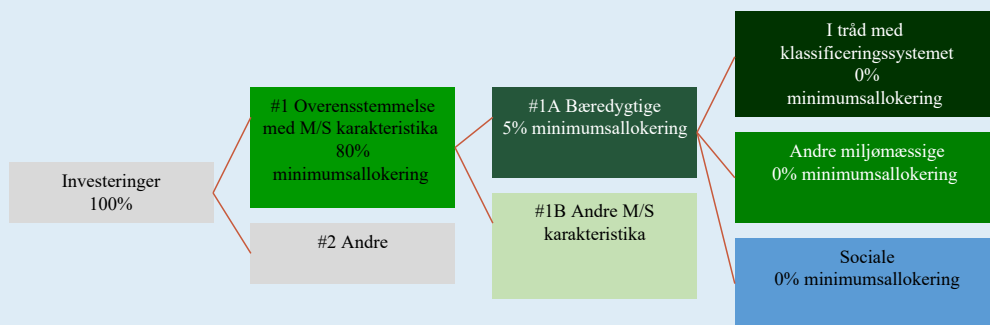 Investeringer
100%
#1 Overensstemmelse
med M/S karakteristika
80%
minimumsallokering
#2 Andre
#1A Bæredygtige
5% minimumsallokering
#1B Andre M/S
karakteristika
I tråd med
klassificeringssystemet
0%
minimumsallokering
Andre miljømæssige
0% minimumsallokering
Sociale
0% minimumsallokering